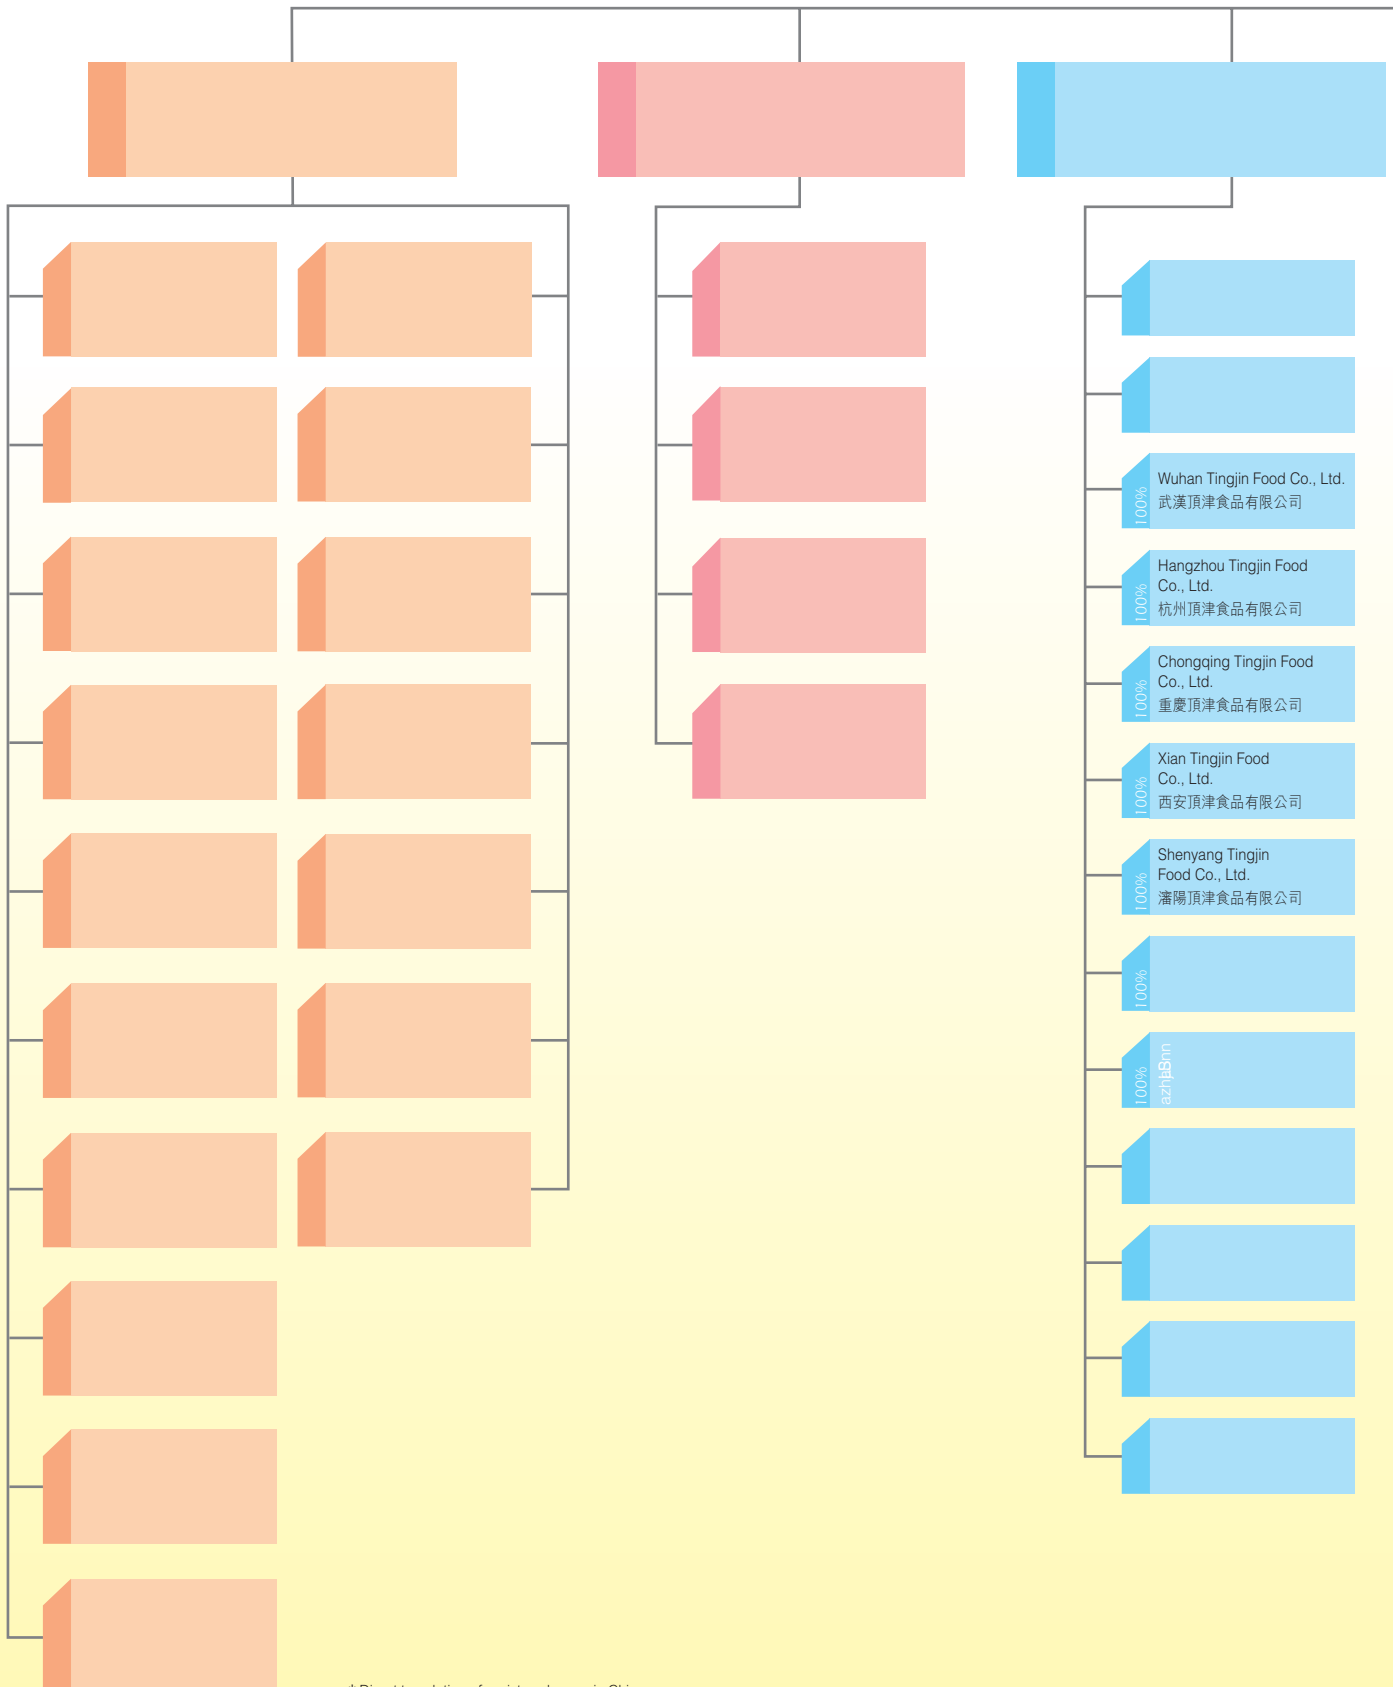 100%
Wuhan Tingjin Food Co., Ltd.
武漢頂津食品有限公司
100%
Hangzhou Tingjin Food
Co., Ltd.
杭州頂津食品有限公司
100%
Chongqing Tingjin Food
Co., Ltd.
重慶頂津食品有限公司
100%
Xian Tingjin Food
Co., Ltd.
西安頂津食品有限公司
100%
Shenyang Tingjin
Food Co., Ltd.
瀋陽頂津食品有限公司
100%
100%